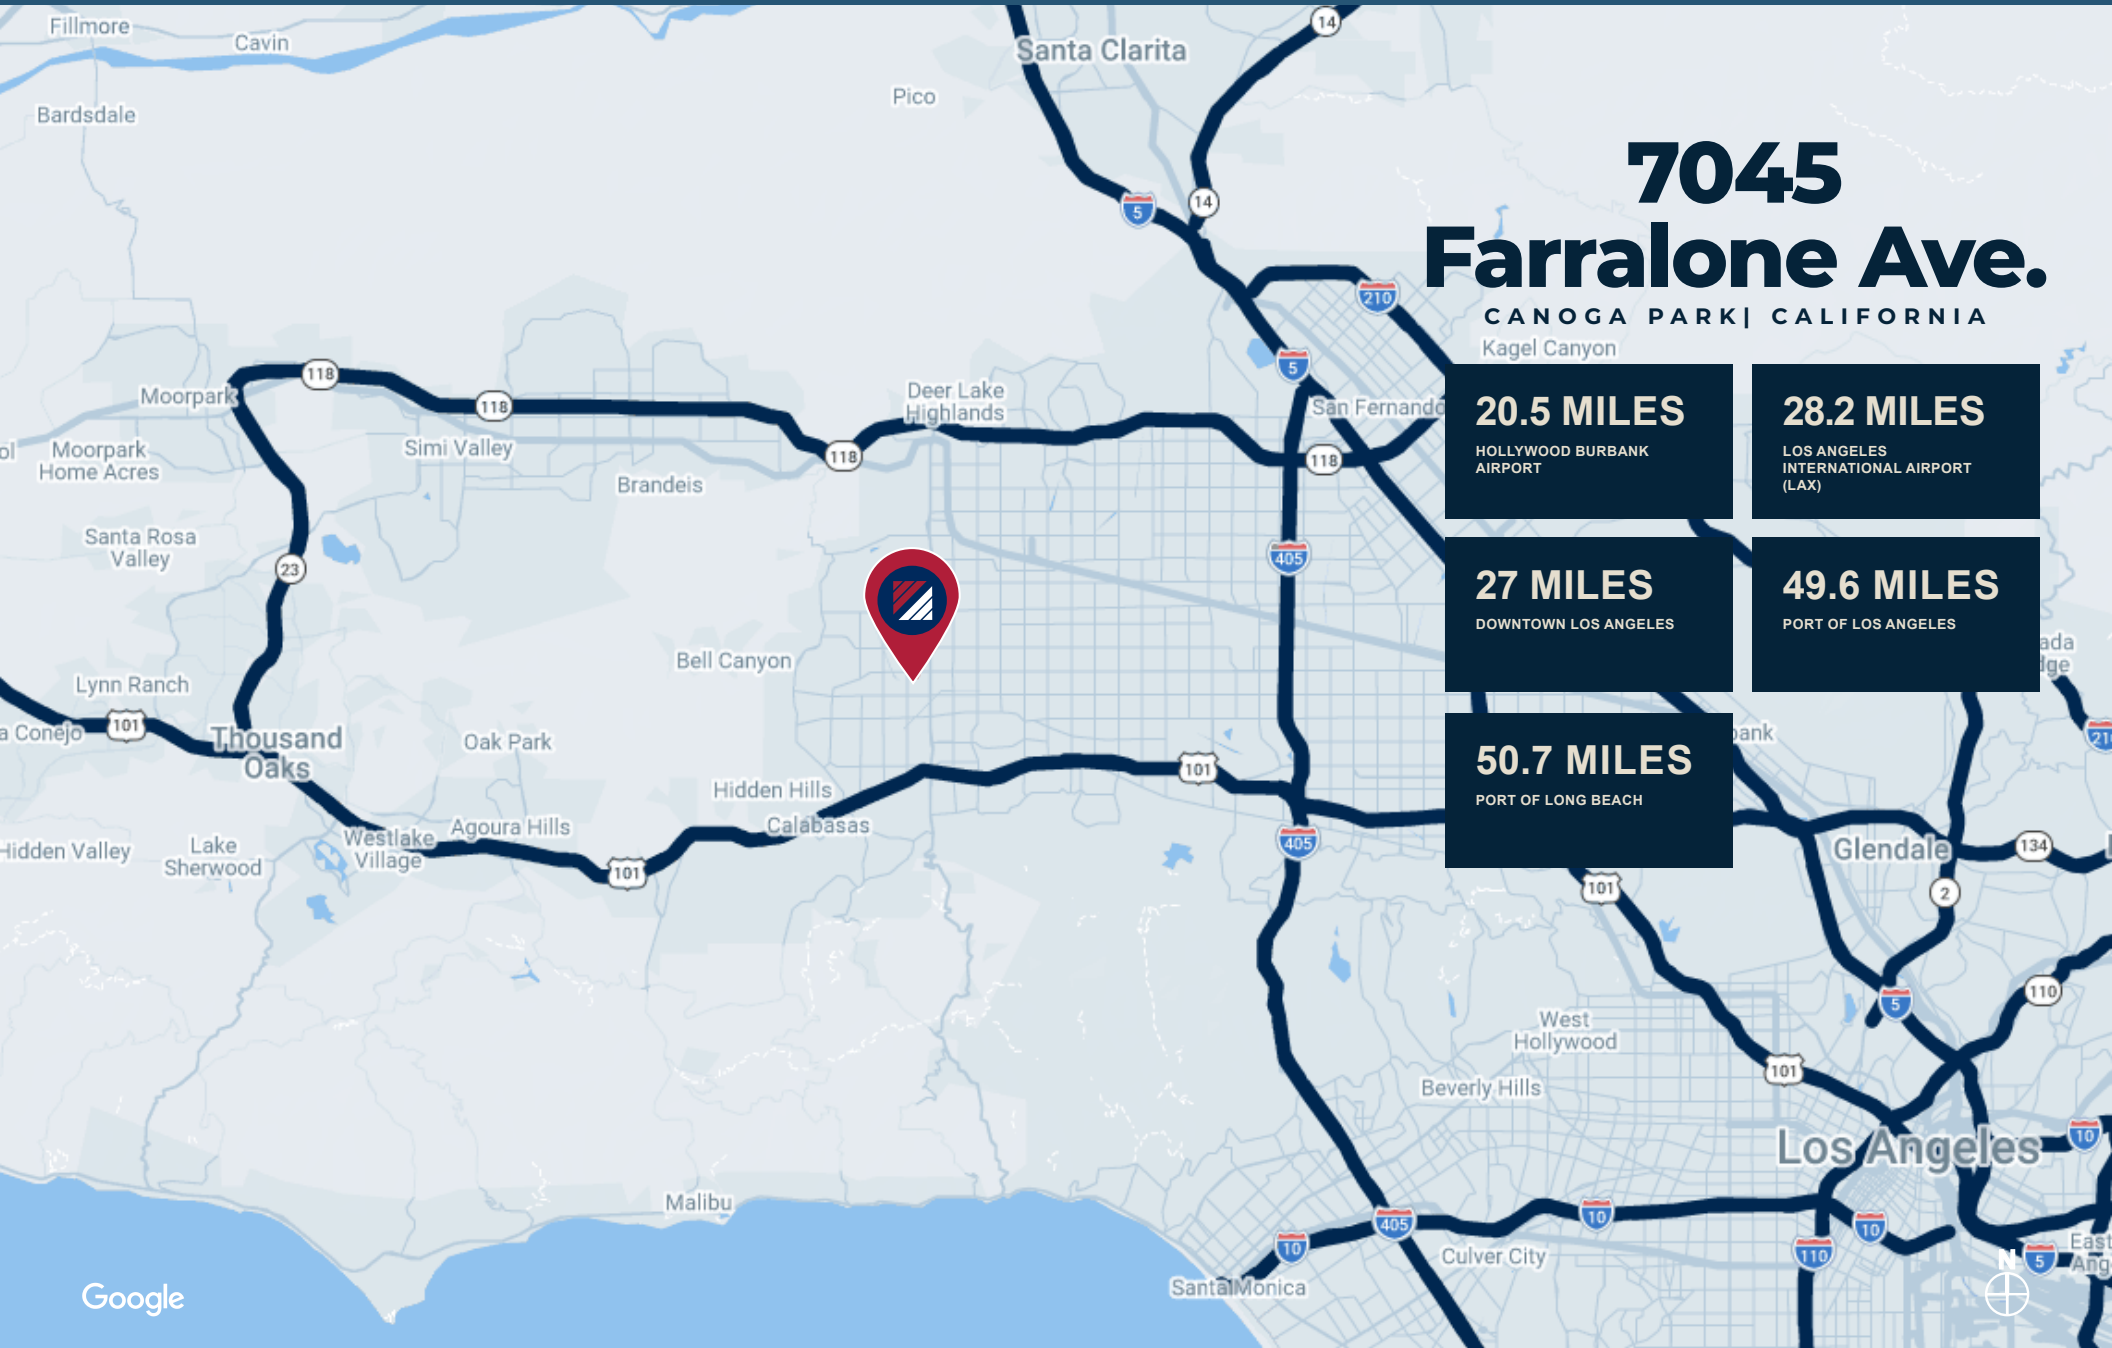 7045
Farralone Ave.
CANOGA PARK| CALIFORNIA
20.5 MILES
HOLLYWOOD BURBANK
AIRPORT
28.2 MILES
LOS ANGELES
INTERNATIONAL AIRPORT
(LAX)
27 MILES
DOWNTOWN LOS ANGELES
49.6 MILES
PORT OF LOS ANGELES
50.7 MILES
PORT OF LONG BEACH
Fillmore
Cavin
Santa Clarita
14
Pico
Bardsdale
5
14
210
Kagel Canyon
5
118
Moorpark
118
Deer Lake
Highlands
San Fernando
Moorpark
Home Acres
Simi Valley
118
118
Brandeis
Santa Rosa
Valley
23
405
Bell Canyon
Lynn Ranch
101
a Conejo
Thousand
Oaks
Oak Park
101
210
Hidden Hills
Calabasas
Hidden Valley
Lake
Sherwood
Westlake
Village
Agoura Hills
101
405
Glendale
134
101
2
5
110
West
Hollywood
101
Beverly Hills
Los Angeles
10
Malibu
405
10
10
10
110
Culver City
5
East
Ang
Santa Monica
N
Google